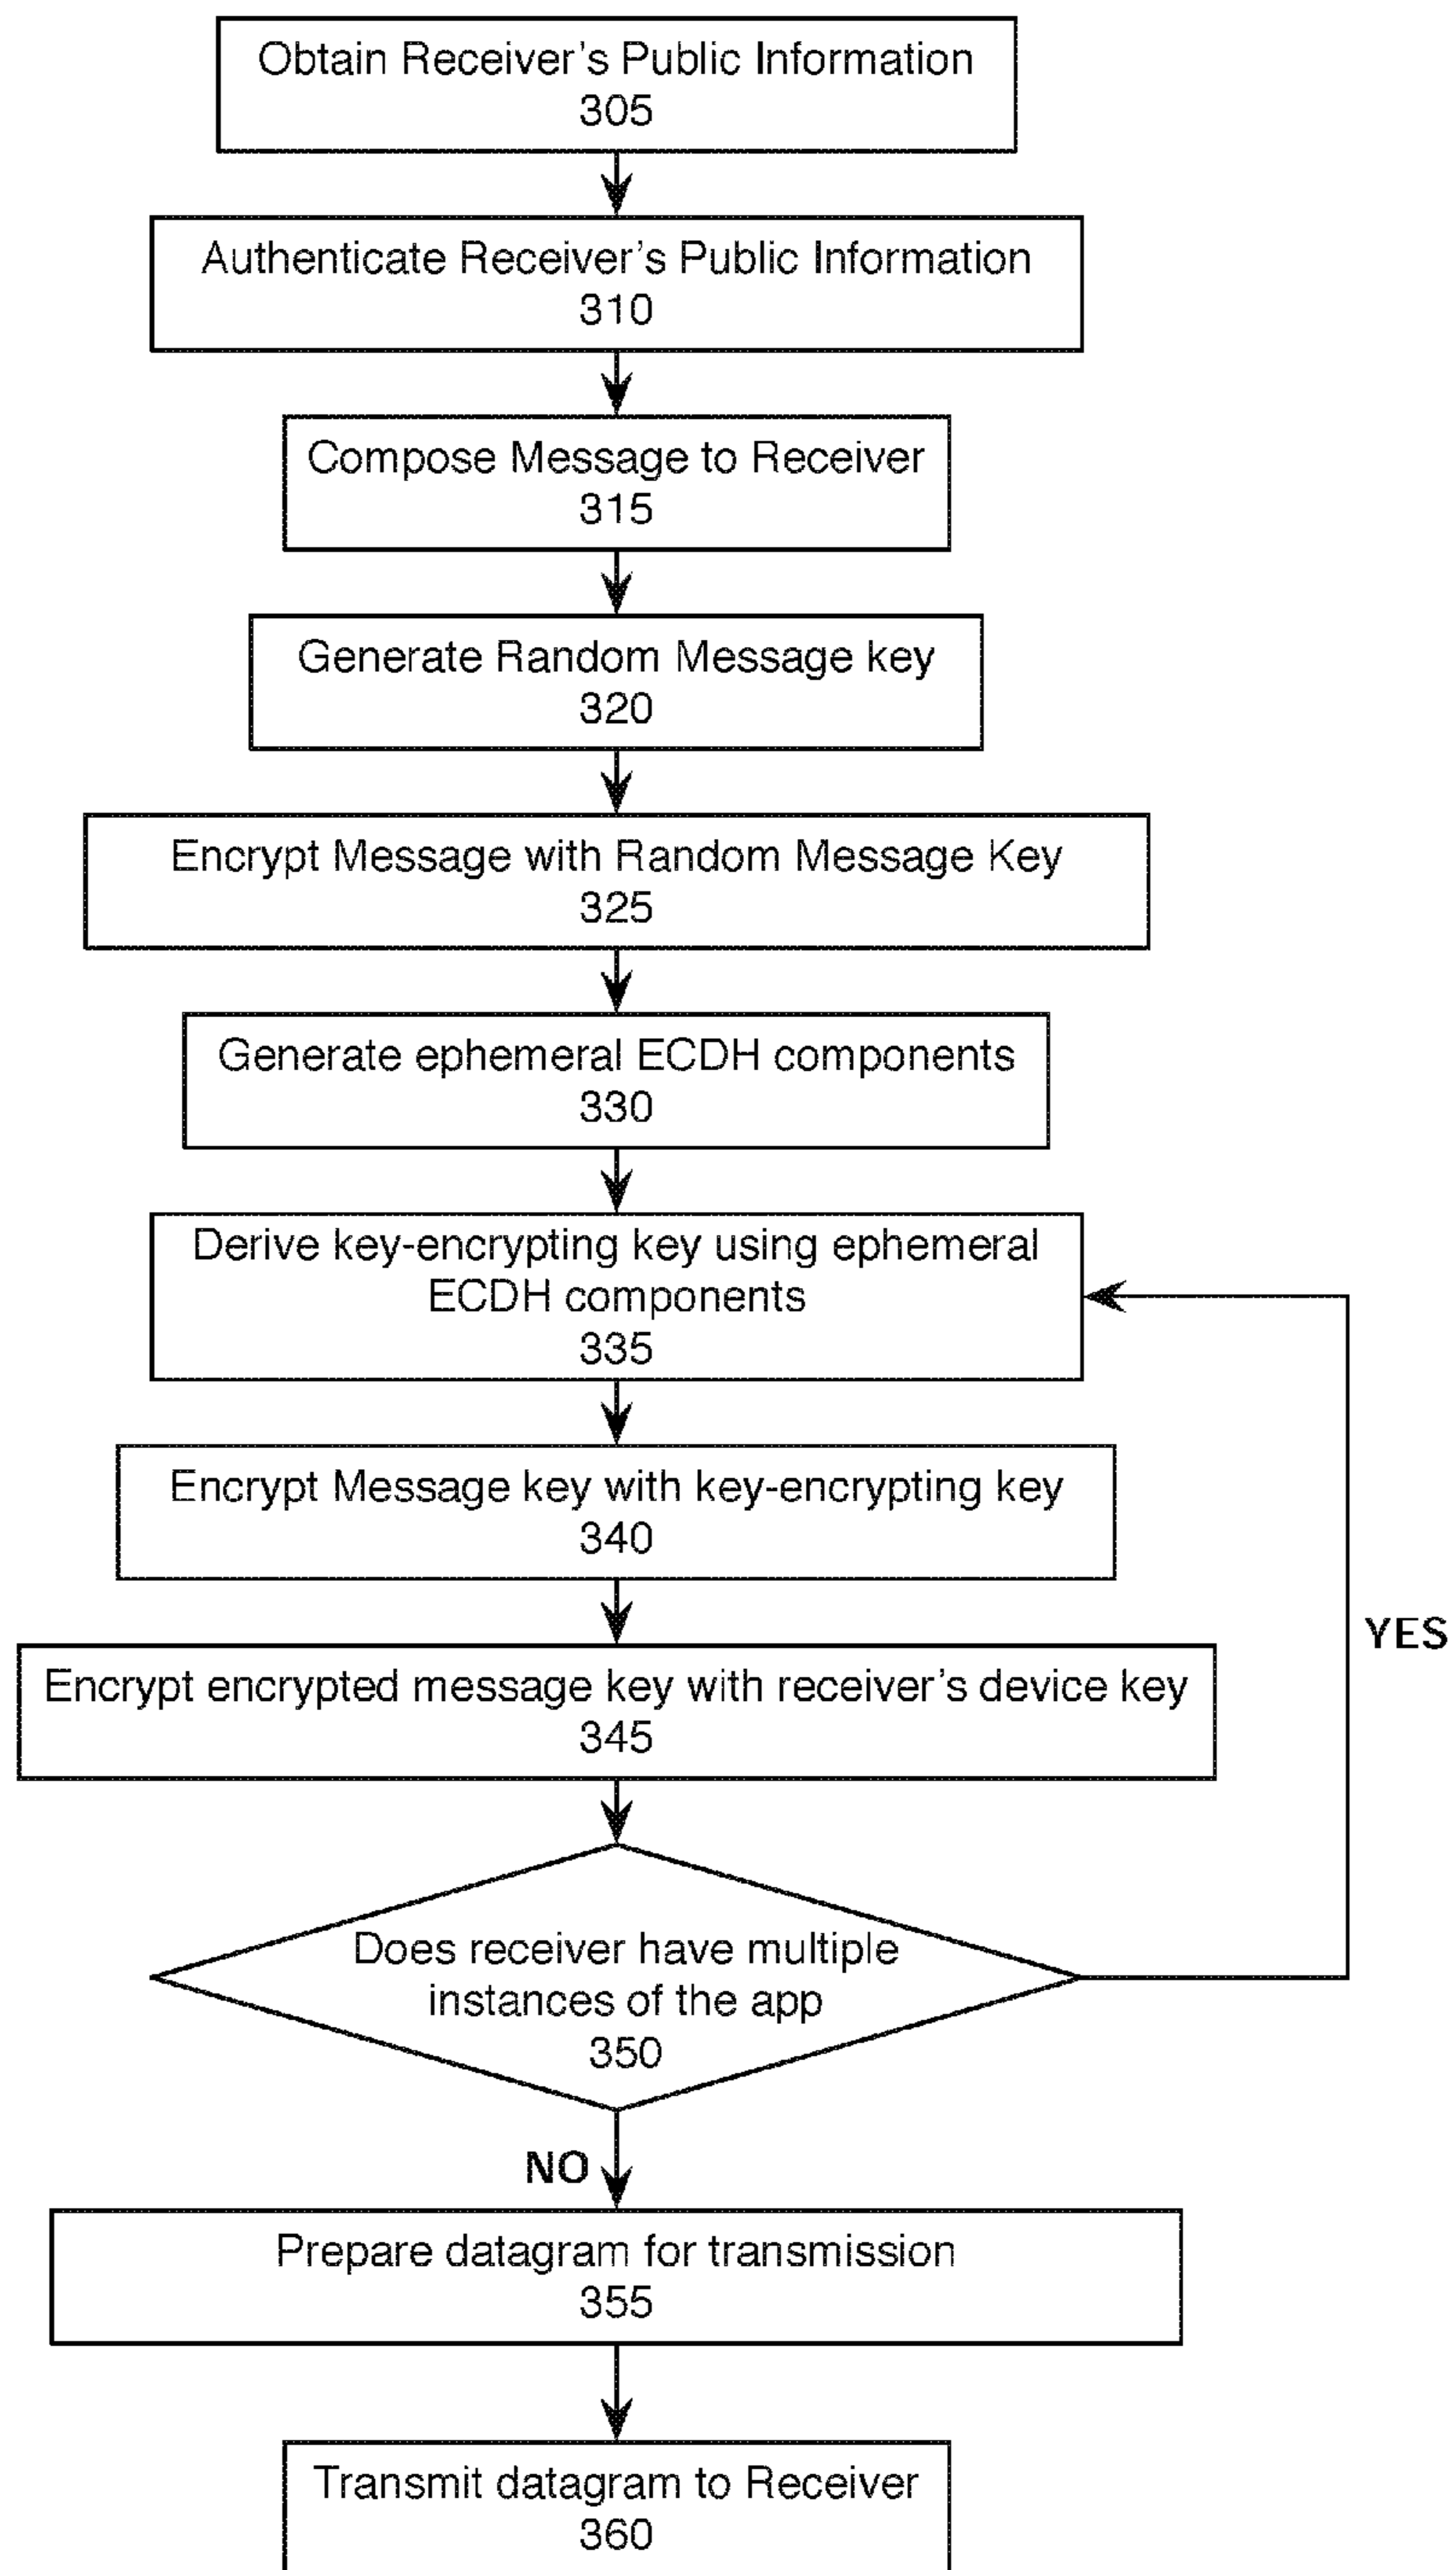 Obtain Receiver's Public Information
305
Authenticate Receiver's Public Information
310
Compose Message to Receiver
315
Generate Random Message key
320
Encrypt Message with Random Message Key
325
Generate ephemeral ECDH components
330
Derive key-encrypting key using ephemeral
ECDH components
335
Encrypt Message key with key-encrypting key
340
YES
Encrypt encrypted message key with receiver's device key
345
Does receiver have multiple
instances of the app
350
NO
Prepare datagram for transmission
355
Transmit datagram to Receiver
360